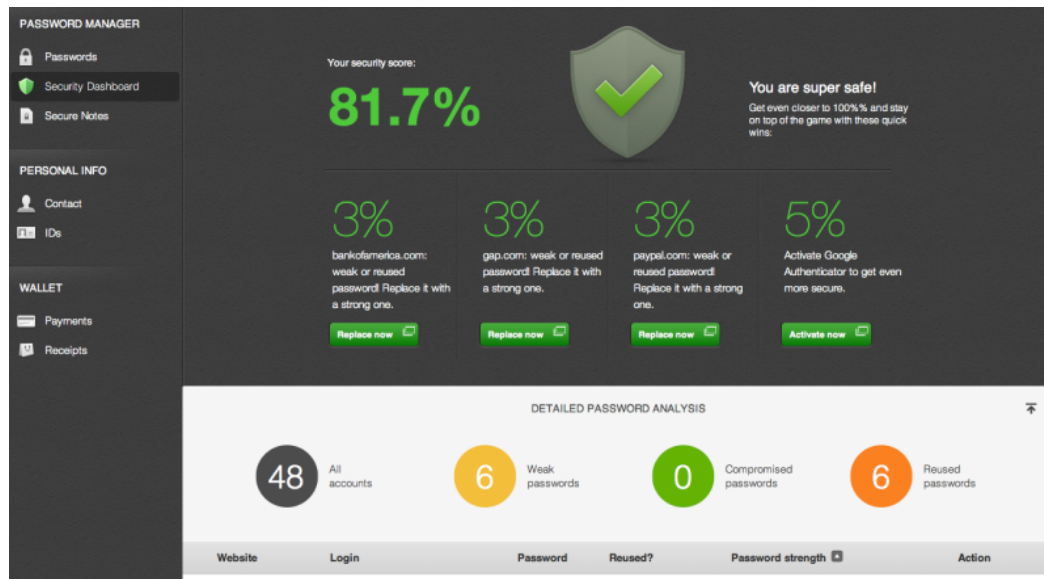 PASSWORD MANAGER
Passwords
Security Dashboard
Secure Notes
PERSONAL INFO
Contact
IDs
WALLET
Payments
Receipts
Your security score:
81.7%
You are super safe!
Get even closer to 100%% and stay
on top of the game with these quick
wins:
3%
bankofamerica.com:
weak or reused
password! Replace it with
a strong one.
Replace now
3%
gap.com: weak or reused
password! Replace it with
a strong one.
Replace now
3%
paypal.com: weak or
reused password!
Replace it with a strong
one.
Replace now
5%
Activate Google
Authenticator to get even
more secure.
Activate now
DETAILED PASSWORD ANALYSIS
48
All
accounts
6
Weak
passwords
0
Compromised
passwords
6
Reused
passwords
Website Login Password Reused? Password strength Action